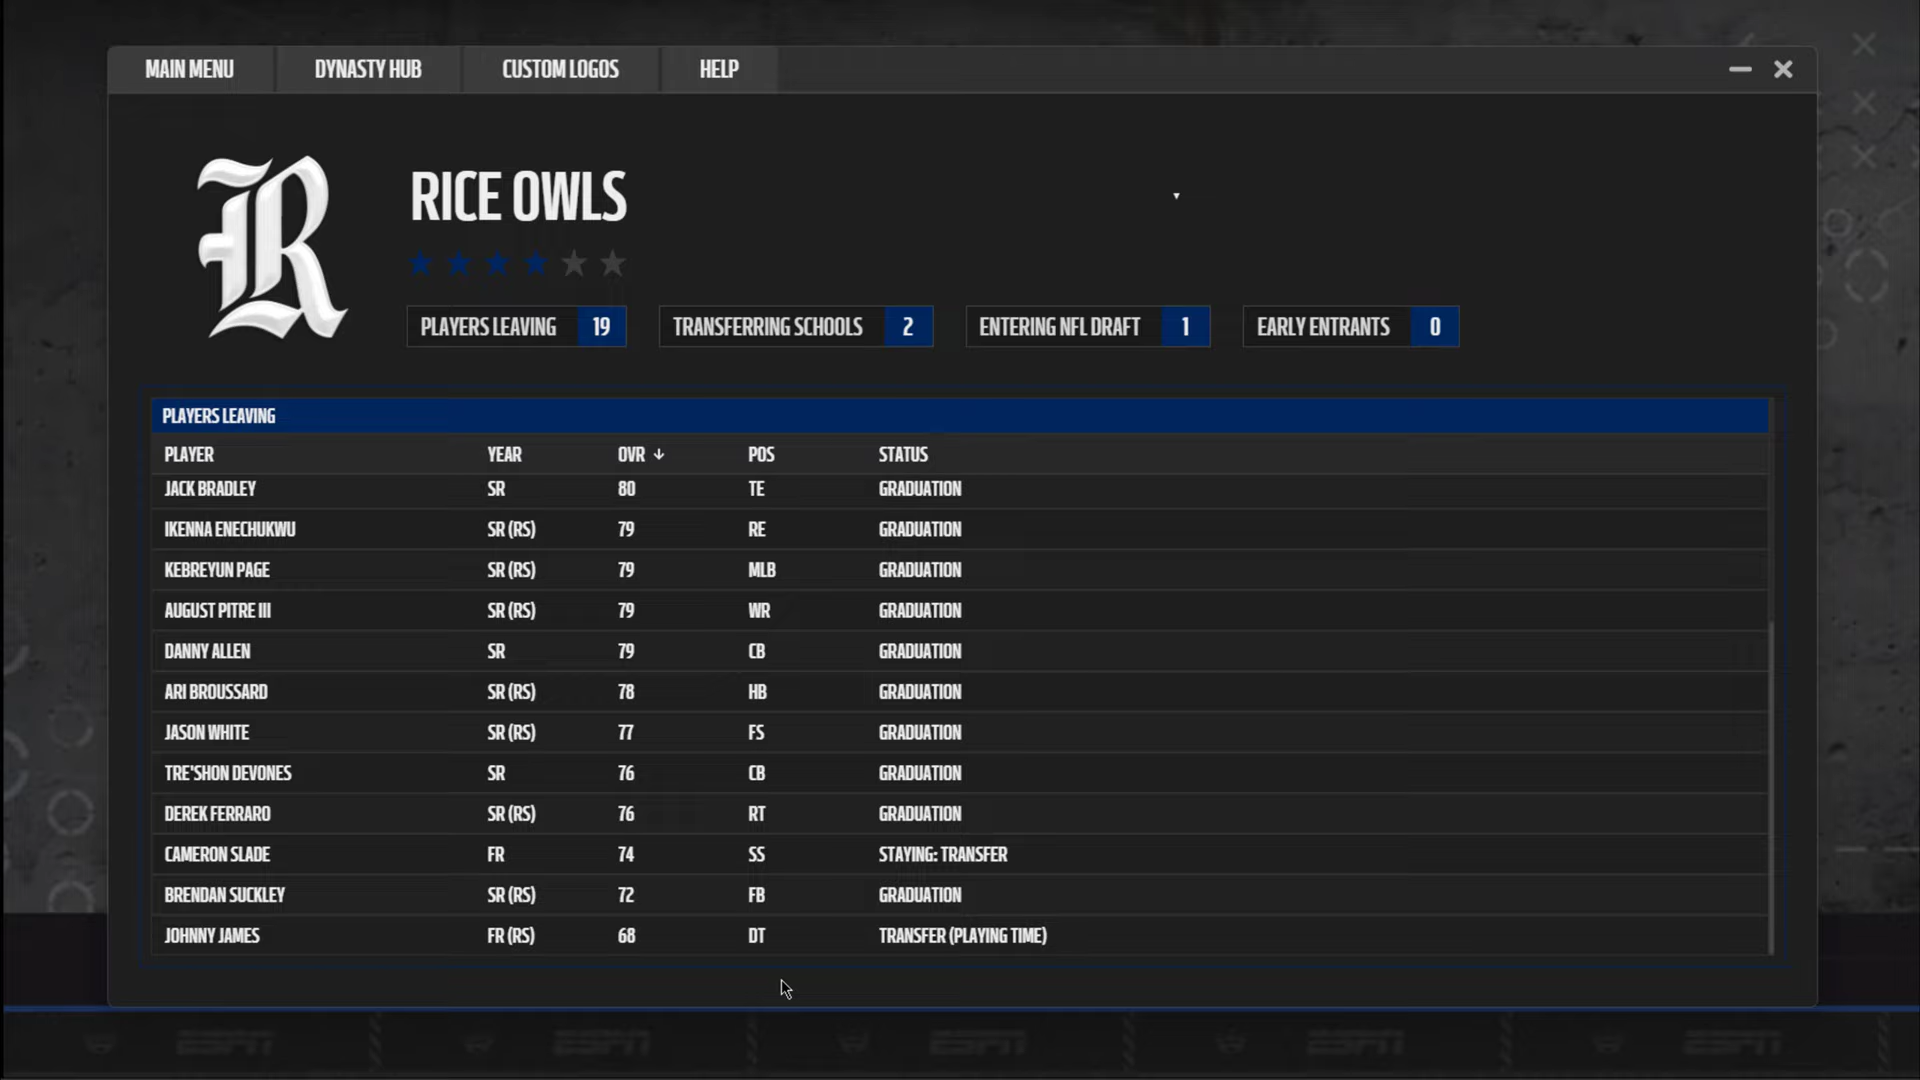 MAIN MENU DYNASTY HUB CUSTOM LOGOS HELP
R
RICE OWLS
PLAYERS LEAVING 19 TRANSFERRING SCHOOLS 2 ENTERING NFL DRAFT 1 EARLY ENTRANTS 0
PLAYERS LEAVING
PLAYER YEAR OVR POS STATUS
JACK BRADLEY SR 80 TE GRADUATION
IKENNA ENECHUKWU SR (RS) 79 RE GRADUATION
KEBREYUN PAGE SR (RS) 79 MLB GRADUATION
AUGUST PITRE III SR (RS) 79 WR GRADUATION
DANNY ALLEN SR 79 CB GRADUATION
ARI BROUSSARD SR (RS) 78 HB GRADUATION
JASON WHITE SR (RS) 77 FS GRADUATION
TRE'SHON DEVONES SR 76 CB GRADUATION
DEREK FERRARO SR (RS) 76 RT GRADUATION
CAMERON SLADE FR 74 SS STAYING: TRANSFER
BRENDAN SUCKLEY SR (RS) 72 FB GRADUATION
JOHNNY JAMES FR (RS) 68 DT TRANSFER (PLAYING TIME)
ESPN ESPN ESPN ESPN ESPN